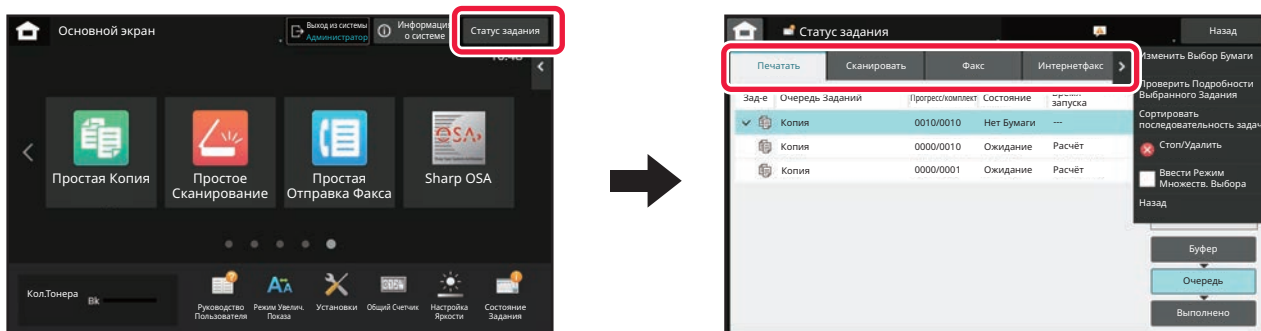 Основной экран
Выход из системы
Администратор
Информация
о системе
Статус задания
Простая Копия
Простое
Сканирование
Простая
Отправка Факса
OSA
Sharp OSA
Кол.Тонера
Bk
Руководство
Пользователя
Режим Увелич.
Показа
Установки
Общий Счетчик
Настройка
Яркости
Состояние
Задания
Статус задания
Назад
Печатать
Сканировать
Факс
Интернетфакс
Зад-е
Очередь Заданий
Прогресс/комплект
Состояние
запуска
Копия
0010/0010
Нет Бумаги
---
Копия
0000/0010
Ожидание
Расчёт
Копия
0000/0001
Ожидание
Расчёт
Изменить Выбор Бумаги
Проверить Подробности
Выбранного Задания
Сортировать
последовательность задач
Стоп/Удалить
Ввести Режим
Множеств. Выбора
Назад
Буфер
Очередь
Выполнено